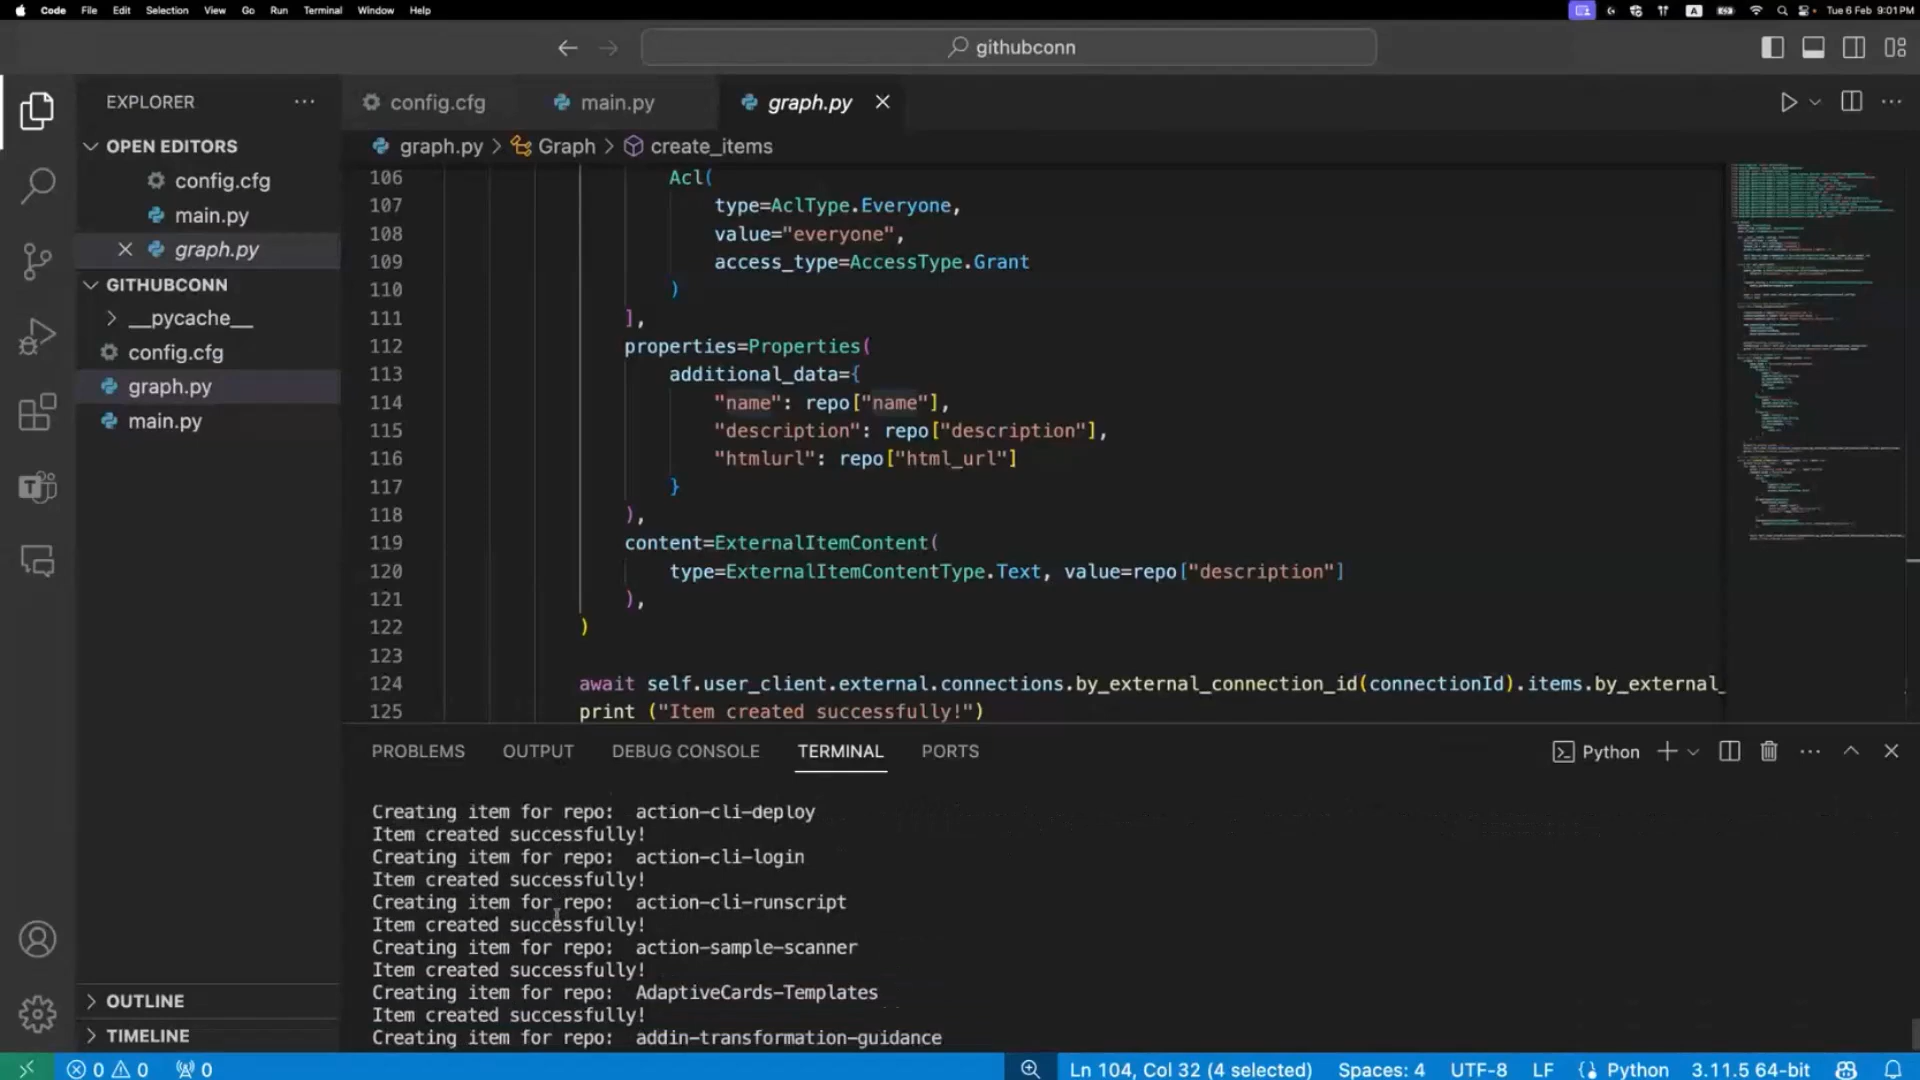 Code File Edit Selection View Go Run Terminal Window Help A Tue 6 Feb 9:01 PM
githubconn
EXPLORER
config.cfg main.py graph.py
OPEN EDITORS
graph.py > Graph > create_items
config.cfg
main.py
graph.py
GITHUBCONN
__pycache__
config.cfg
graph.py
main.py
106 Acl(
107 type=AclType.Everyone,
108 value="everyone",
109 access_type=AccessType.Grant
110 )
111 ],
112 properties=Properties(
113 additional_data={
114 "name": repo["name"],
115 "description": repo["description"],
116 "htmlurl": repo["html_url"]
117 }
118 ),
119 content=ExternalItemContent(
120 type=ExternalItemContentType.Text, value=repo["description"]
121 ),
122 )
123
124 await self.user_client.external.connections.by_external_connection_id(connectionId).items.by_external_
125 print ("Item created successfully!")
PROBLEMS OUTPUT DEBUG CONSOLE TERMINAL PORTS Python
Creating item for repo:  action-cli-deploy
Item created successfully!
Creating item for repo:  action-cli-login
Item created successfully!
Creating item for repo:  action-cli-runscript
Item created successfully!
Creating item for repo:  action-sample-scanner
Item created successfully!
Creating item for repo:  AdaptiveCards-Templates
Item created successfully!
Creating item for repo:  addin-transformation-guidance
OUTLINE
TIMELINE
0 0 0 Ln 104, Col 32 (4 selected) Spaces: 4 UTF-8 LF Python 3.11.5 64-bit